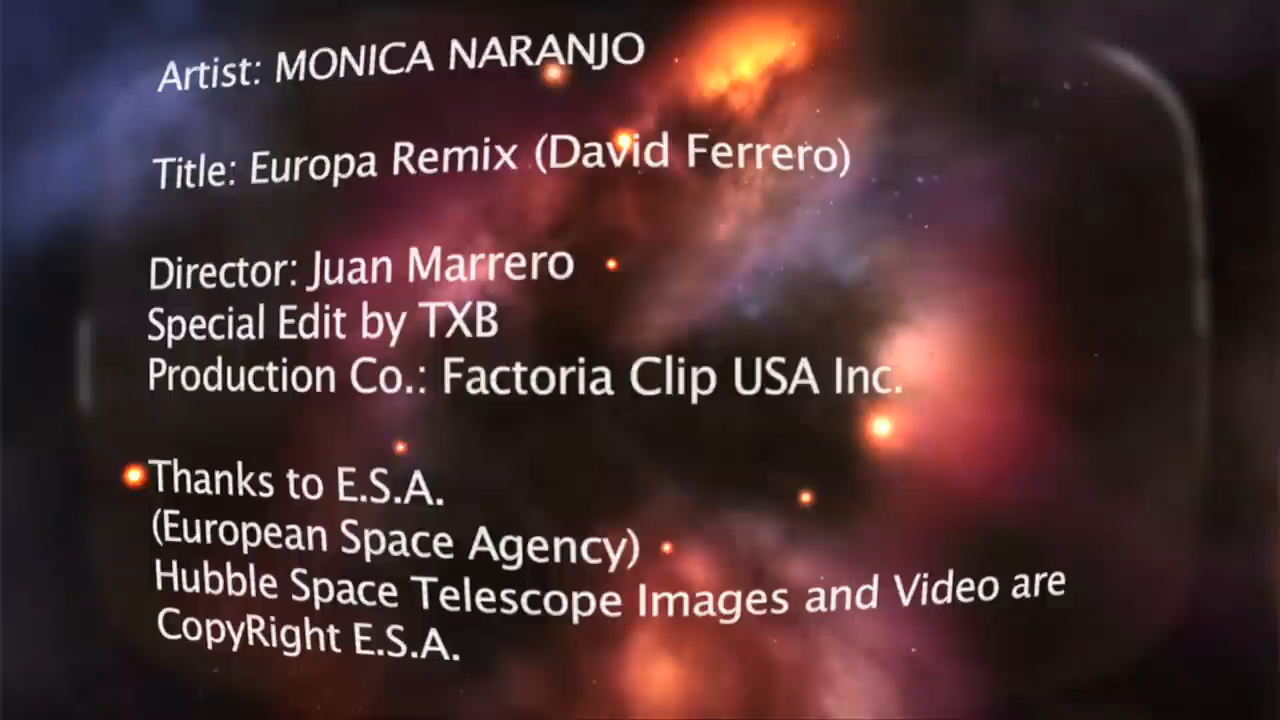 Artist: MONICA NARANJO
Title: Europa Remix (David Ferrero)
Director: Juan Marrero
Special Edit by TXB
Production Co.: Factoria Clip USA Inc.
Thanks to E.S.A.
(European Space Agency)
Hubble Space Telescope Images and Video are
CopyRight E.S.A.